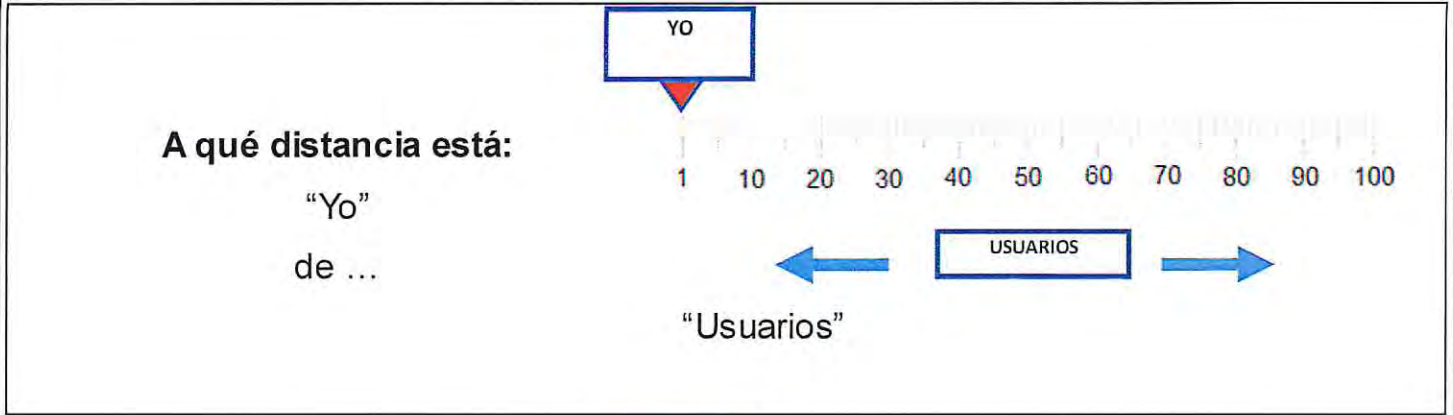 YO
A qué distancia está:
“Yo”
de …
1 10 20 30 40 50 60 70 80 90 100
USUARIOS
“Usuarios”